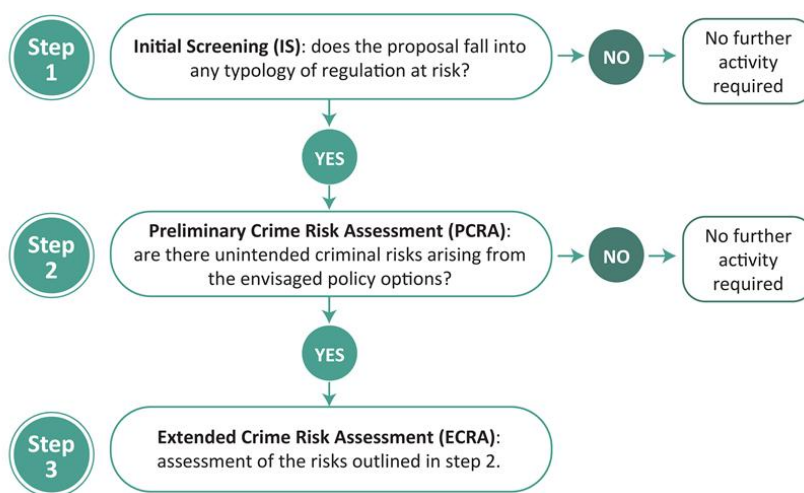 Step
1
Initial Screening (IS): does the proposal fall into
any typology of regulation at risk?
NO
No further
activity
required
YES
Step
2
Preliminary Crime Risk Assessment (PCRA):
are there unintended criminal risks arising from
the envisaged policy options?
NO
No further
activity
required
YES
Step
3
Extended Crime Risk Assessment (ECRA):
assessment of the risks outlined in step 2.